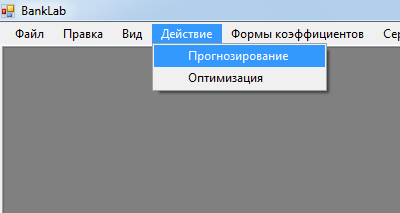 BankLab
Файл Правка Вид Действие Формы коэффициентов
Прогнозирование
Оптимизация